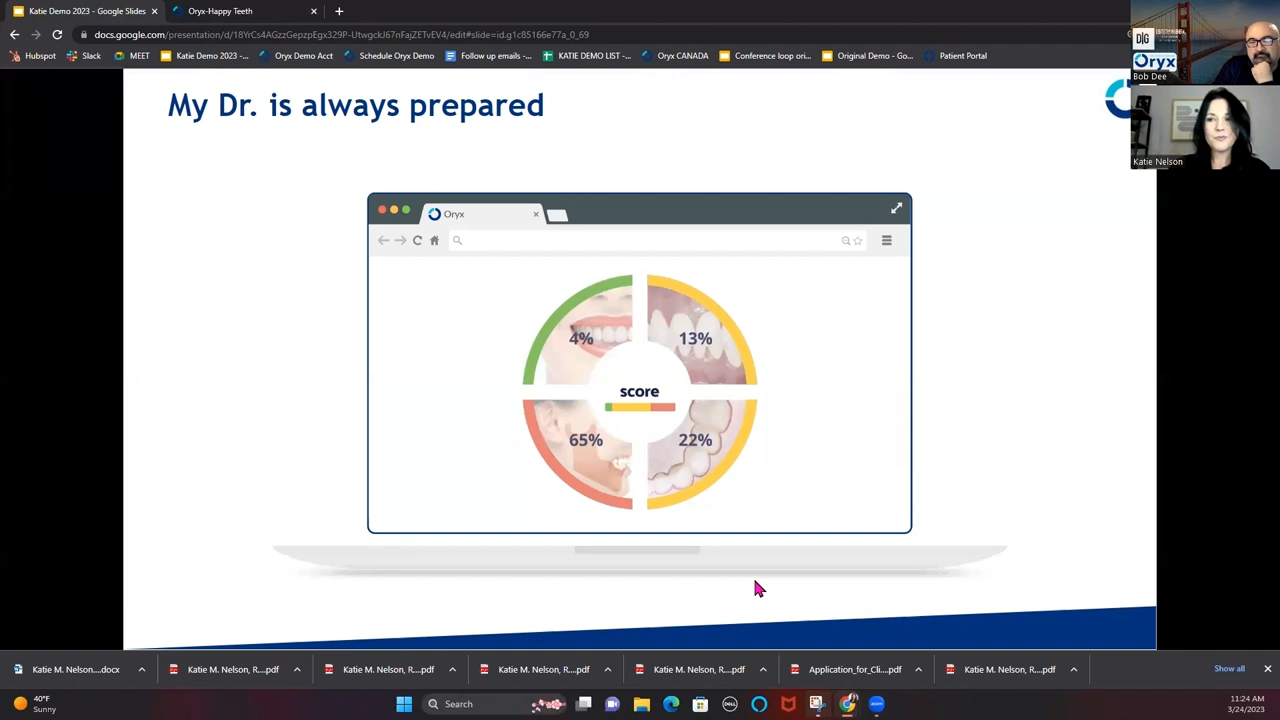 Katie Demo 2023 - Google Slides
Oryx-Happy Teeth
docs.google.com/presentation/d/18YrCs4AGzzGepzpEgx329P-UtwgckJ67nFajZETvEV4/edit#slide=id.g1c85166e77a_0_69
Hubspot
Slack
MEET
Katie Demo 2023 -...
Oryx Demo Acct
Schedule Oryx Demo
Follow up emails -...
KATIE DEMO LIST -...
Oryx CANADA
Conference loop ori...
Original Demo - Go...
Patient Portal
DIG
Oryx
Bob Dee
Katie Nelson
My Dr. is always prepared
Oryx
4%
13%
score
65%
22%
Katie M. Nelson....docx
Katie M. Nelson, R....pdf
Katie M. Nelson, R....pdf
Katie M. Nelson, R....pdf
Katie M. Nelson, R....pdf
Application_for_Cli....pdf
Katie M. Nelson, R....pdf
Show all
40°F
Sunny
Search
DELL
zoom
11:24 AM
3/24/2023